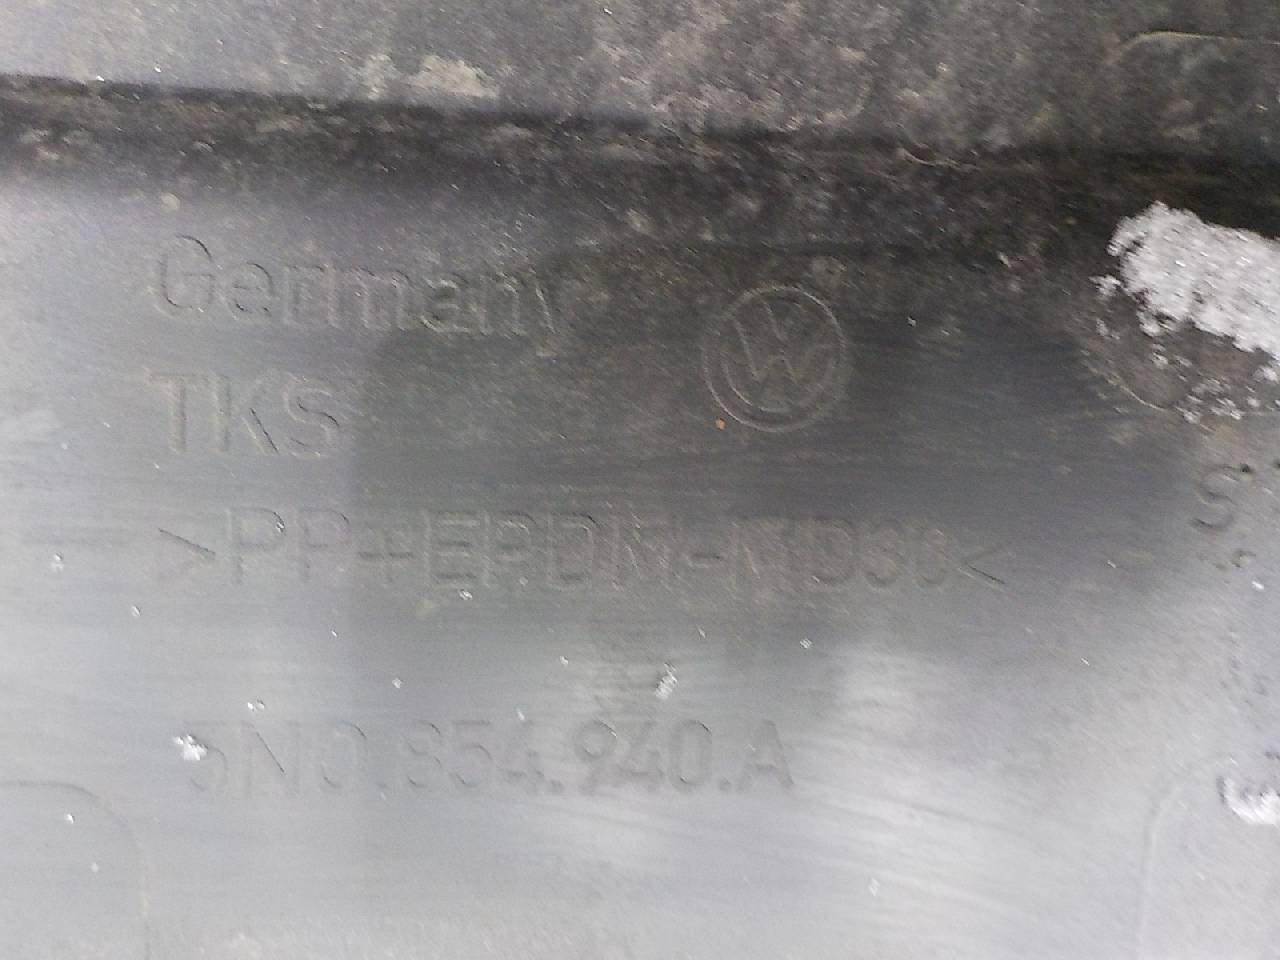 Germany
TKS
>PP+EPDM-MD30<
5N0.854.940.A